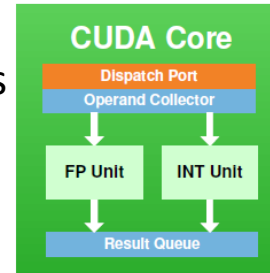 CUDA Core
s
Dispatch Port
Operand Collector
FP Unit INT Unit
Result Queue